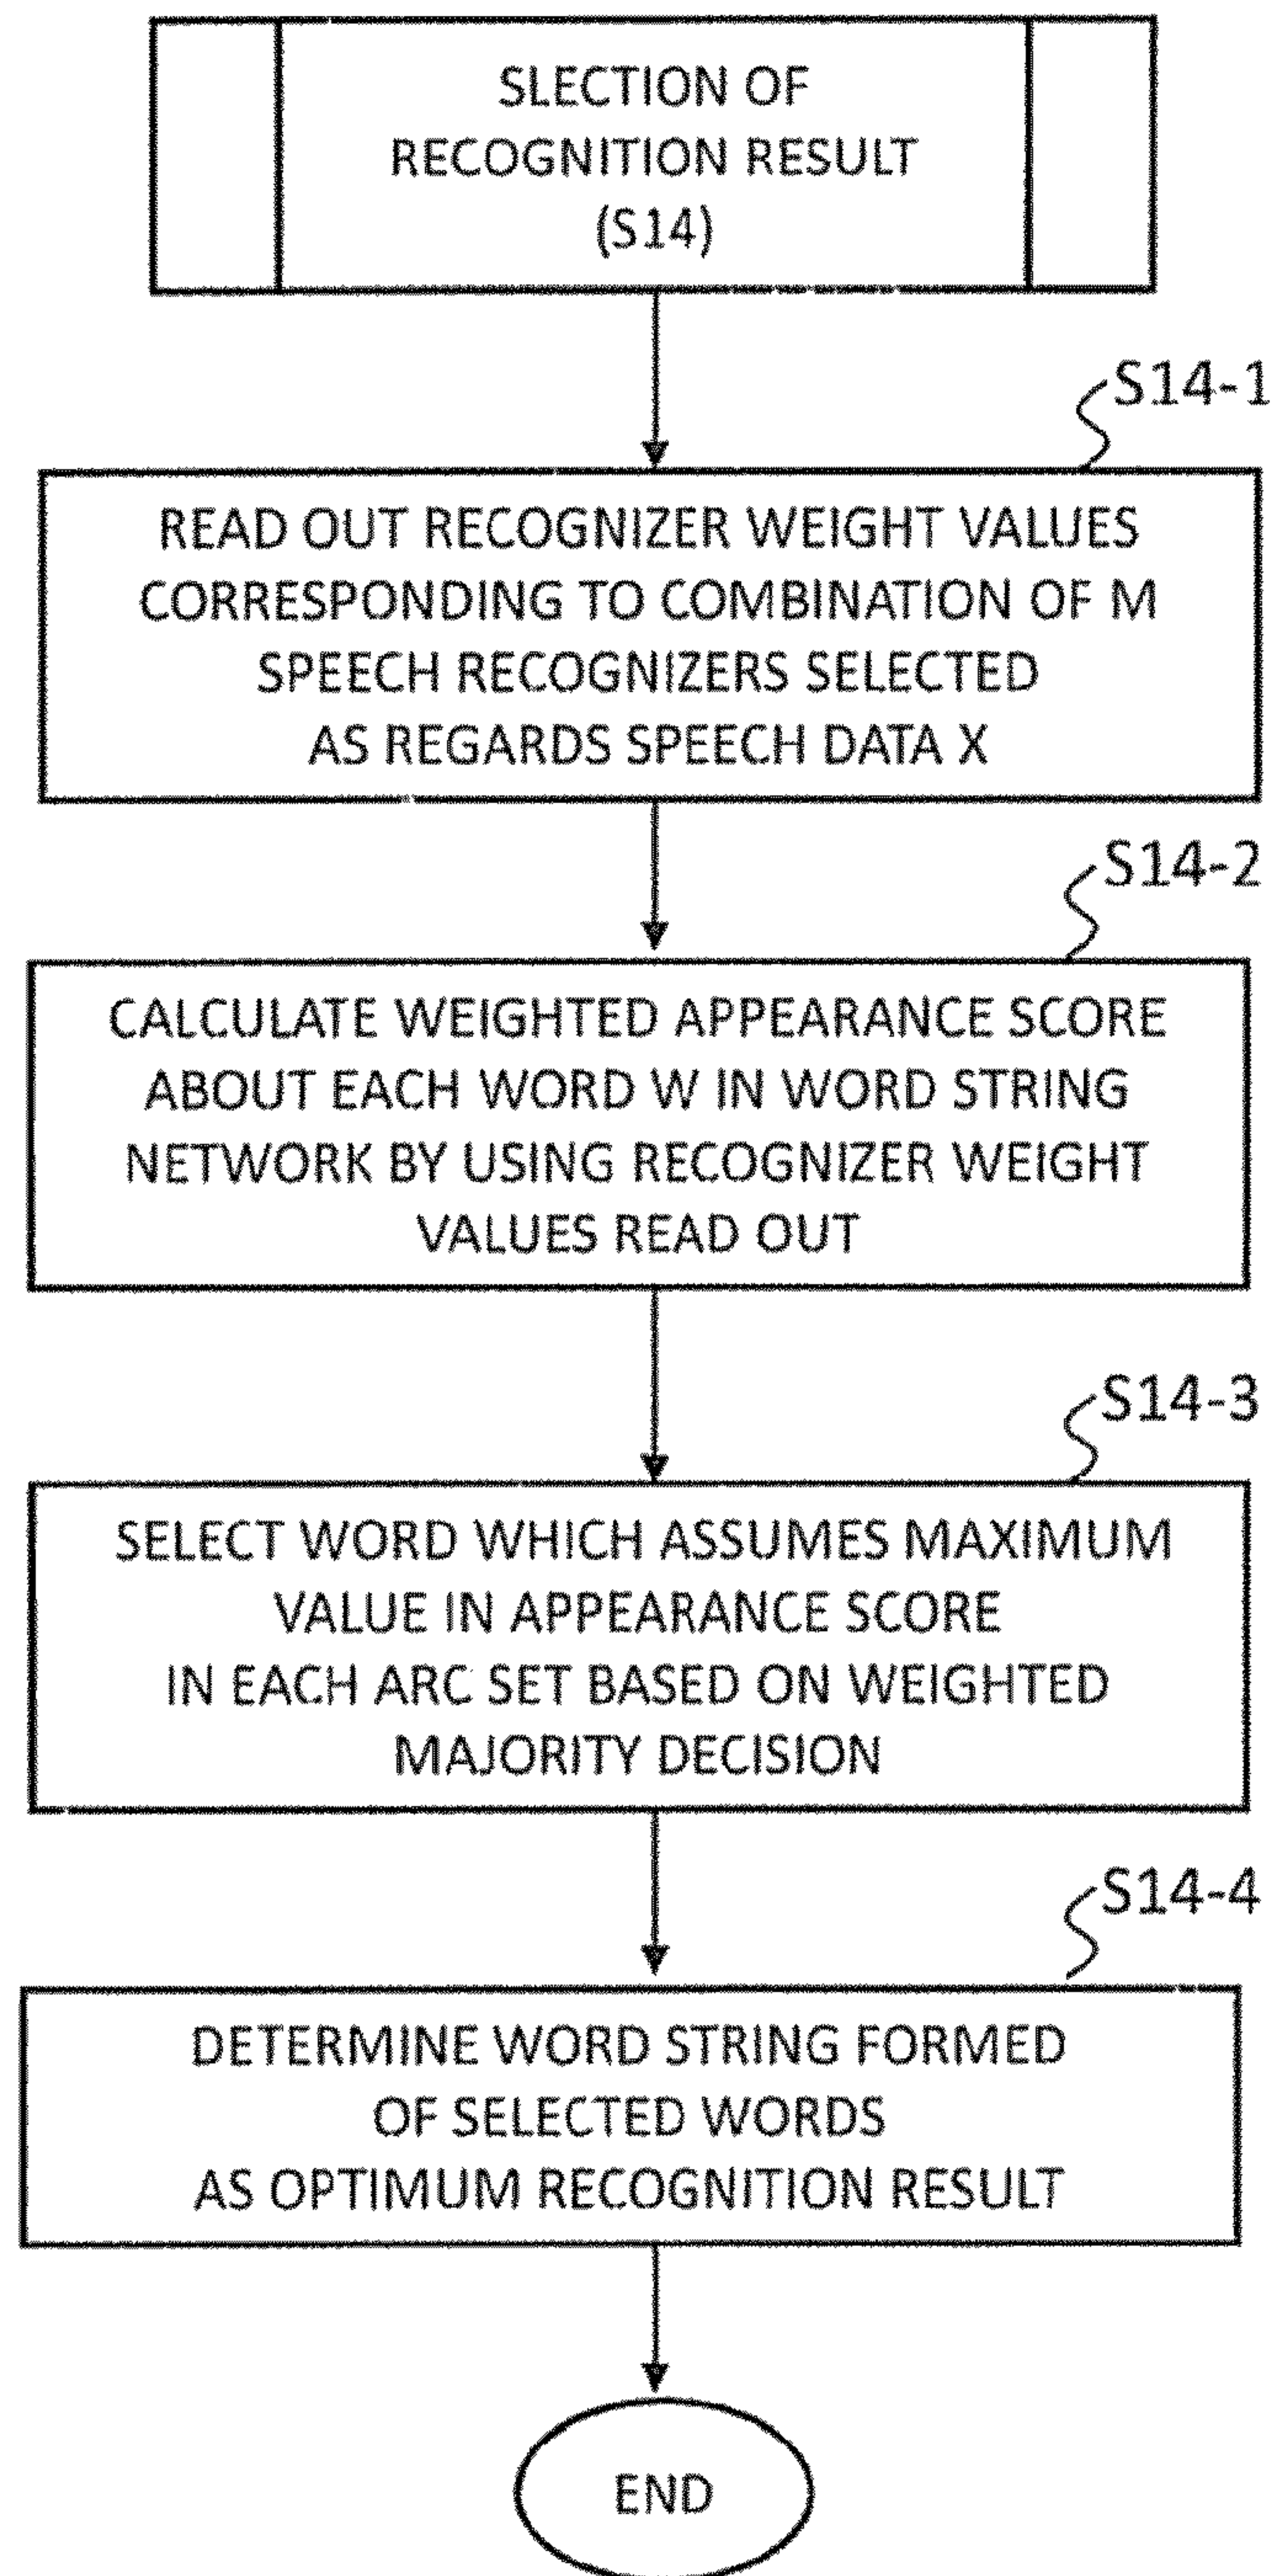 SLECTION OF
RECOGNITION RESULT
(S14)
S14-1
READ OUT RECOGNIZER WEIGHT VALUES
CORRESPONDING TO COMBINATION OF M
SPEECH RECOGNIZERS SELECTED
AS REGARDS SPEECH DATA X
S14-2
CALCULATE WEIGHTED APPEARANCE SCORE
ABOUT EACH WORD W IN WORD STRING
NETWORK BY USING RECOGNIZER WEIGHT
VALUES READ OUT
S14-3
SELECT WORD WHICH ASSUMES MAXIMUM
VALUE IN APPEARANCE SCORE
IN EACH ARC SET BASED ON WEIGHTED
MAJORITY DECISION
S14-4
DETERMINE WORD STRING FORMED
OF SELECTED WORDS
AS OPTIMUM RECOGNITION RESULT
END